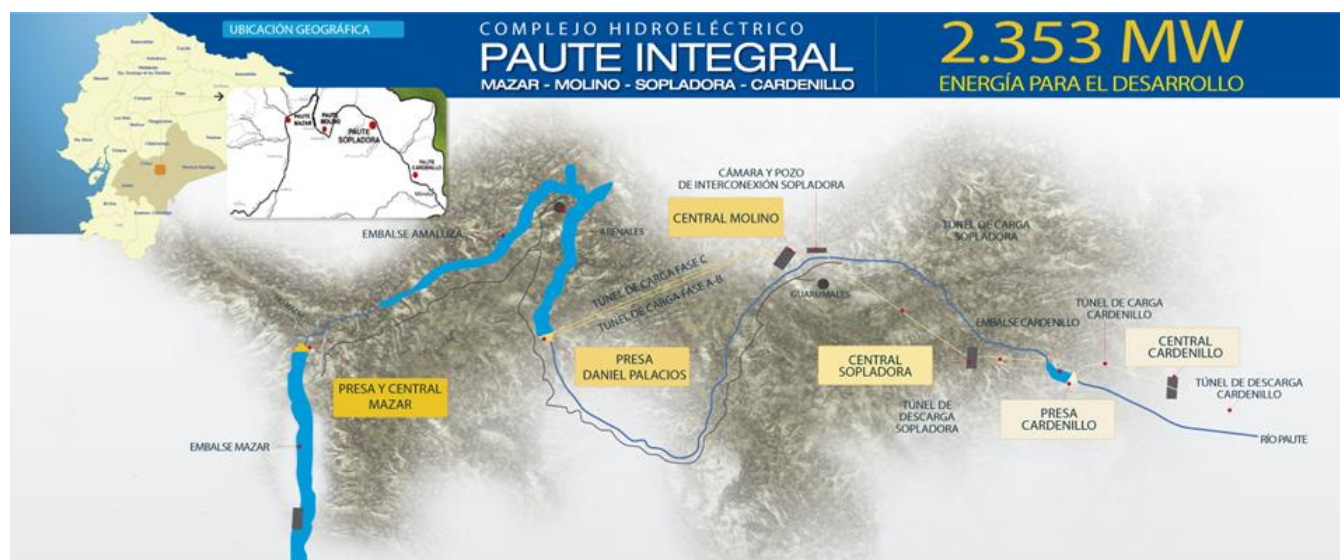 UBICACIÓN GEOGRÁFICA
COMPLEJO HIDROELÉCTRICO
PAUTE INTEGRAL
MAZAR - MOLINO - SOPLADORA - CARDENILLO
2.353 MW
ENERGÍA PARA EL DESARROLLO
PAUTE
MAZAR
PAUTE
MOLINO
PAUTE
SOPLADORA
PAUTE
CARDENILLO
CÁMARA Y POZO
DE INTERCONEXIÓN SOPLADORA
CENTRAL MOLINO
TÚNEL DE CARGA
SOPLADORA
EMBALSE AMALUZA
ARENALES
TÚNEL DE CARGA FASE C
TÚNEL DE CARGA FASE A-B
GUARUMALES
TÚNEL DE CARGA
CARDENILLO
EMBALSE CARDENILLO
CENTRAL
CARDENILLO
PRESA Y CENTRAL
MAZAR
PRESA
DANIEL PALACIOS
CENTRAL
SOPLADORA
TÚNEL DE DESCARGA
CARDENILLO
TÚNEL DE
DESCARGA
SOPLADORA
PRESA
CARDENILLO
EMBALSE MAZAR
RÍO PAUTE